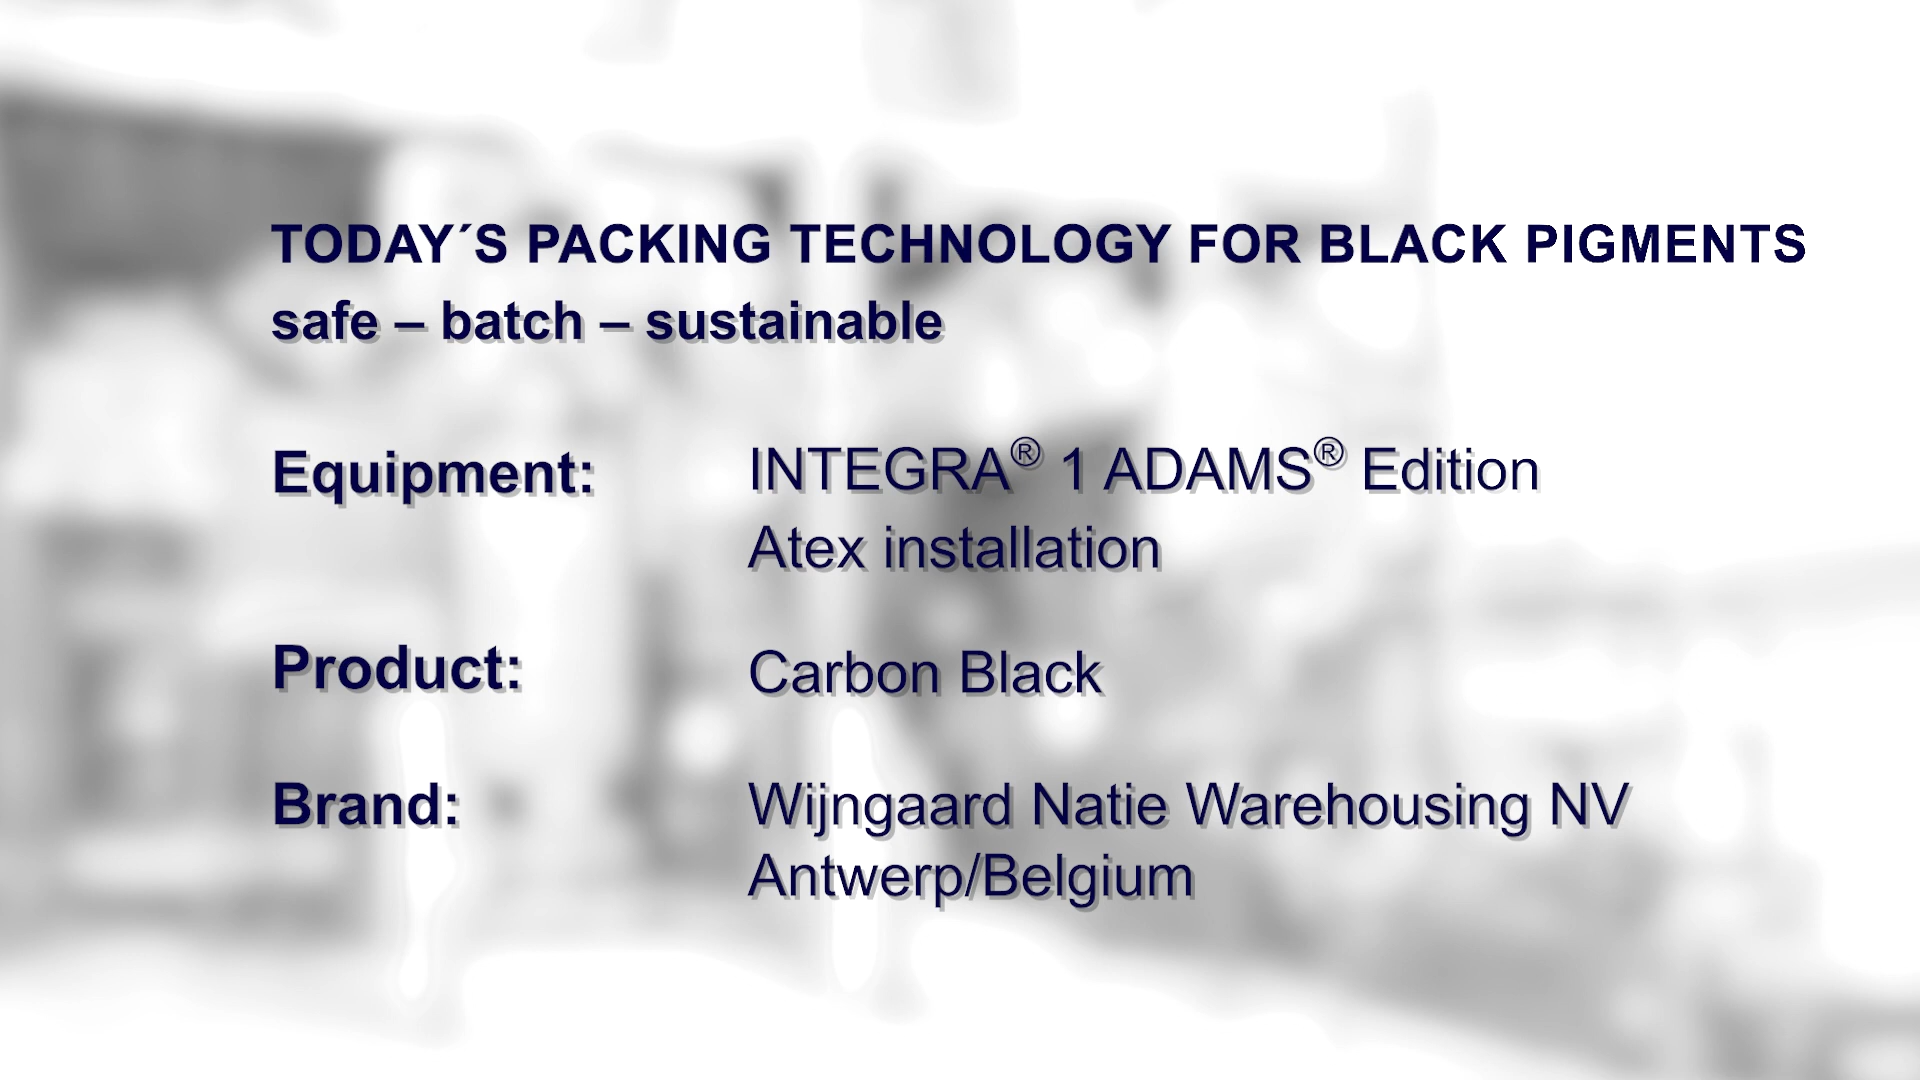 TODAY´S PACKING TECHNOLOGY FOR BLACK PIGMENTS
safe – batch – sustainable
Equipment: INTEGRA® 1 ADAMS® Edition
Atex installation
Product: Carbon Black
Brand: Wijngaard Natie Warehousing NV
Antwerp/Belgium